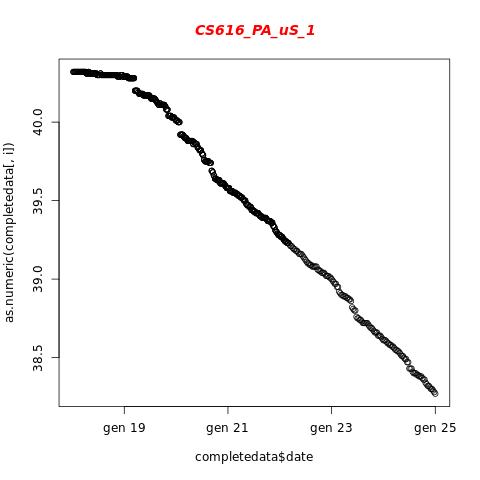 CS616_PA_uS_1
as.numeric(completedata[, i])
40.0
39.5
39.0
38.5
gen 19
gen 21
gen 23
gen 25
completedata$date